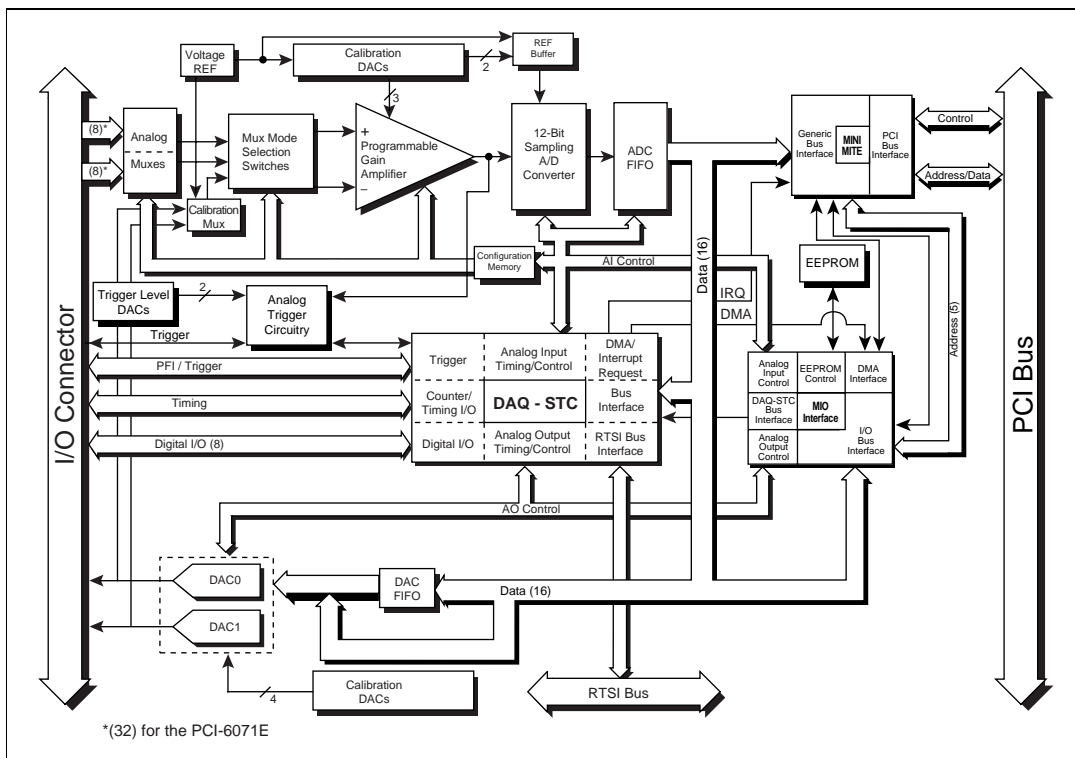 Voltage
REF
Calibration
DACs
2
REF
Buffer
3
(8)*
(8)*
Analog
Muxes
Mux Mode
Selection
Switches
+
Programmable
Gain
Amplifier
–
12-Bit
Sampling
A/D
Converter
ADC
FIFO
Generic
Bus
Interface
MINI
MITE
PCI
Bus
Interface
Control
Address/Data
Calibration
Mux
Configuration
Memory
AI Control
Data (16)
EEPROM
Trigger Level
DACs
2
Analog
Trigger
Circuitry
IRQ
DMA
Address (5)
I/O Connector
PCI Bus
Trigger
PFI / Trigger
Timing
Digital I/O (8)
Trigger
Analog Input
Timing/Control
DMA/
Interrupt
Request
Counter/
Timing I/O
DAQ - STC
Bus
Interface
Digital I/O
Analog Output
Timing/Control
RTSI Bus
Interface
Analog
Input
Control
EEPROM
Control
DMA
Interface
DAQ-STC
Bus
Interface
MIO
Interface
I/O
Bus
Interface
Analog
Output
Control
AO Control
DAC0
DAC1
DAC
FIFO
Data (16)
4
Calibration
DACs
RTSI Bus
*(32) for the PCI-6071E